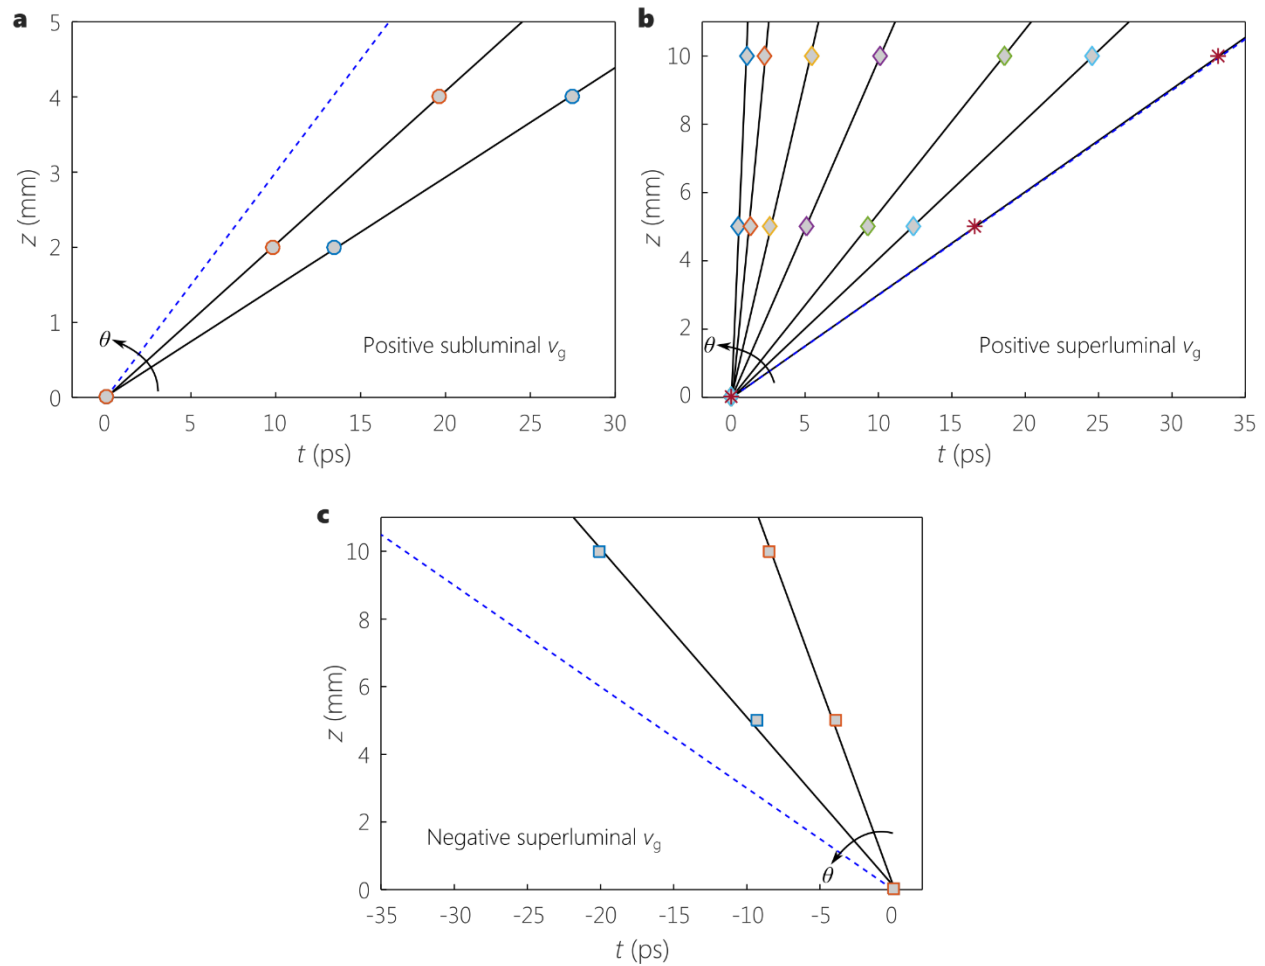 a
5
4
3
2
1
0
z (mm)
θ
Positive subluminal vg
0 5 10 15 20 25 30
t (ps)
b
10
8
6
4
2
0
z (mm)
θ
Positive superluminal vg
0 5 10 15 20 25 30 35
t (ps)
c
10
8
6
4
2
0
z (mm)
Negative superluminal vg
θ
-35 -30 -25 -20 -15 -10 -5 0
t (ps)